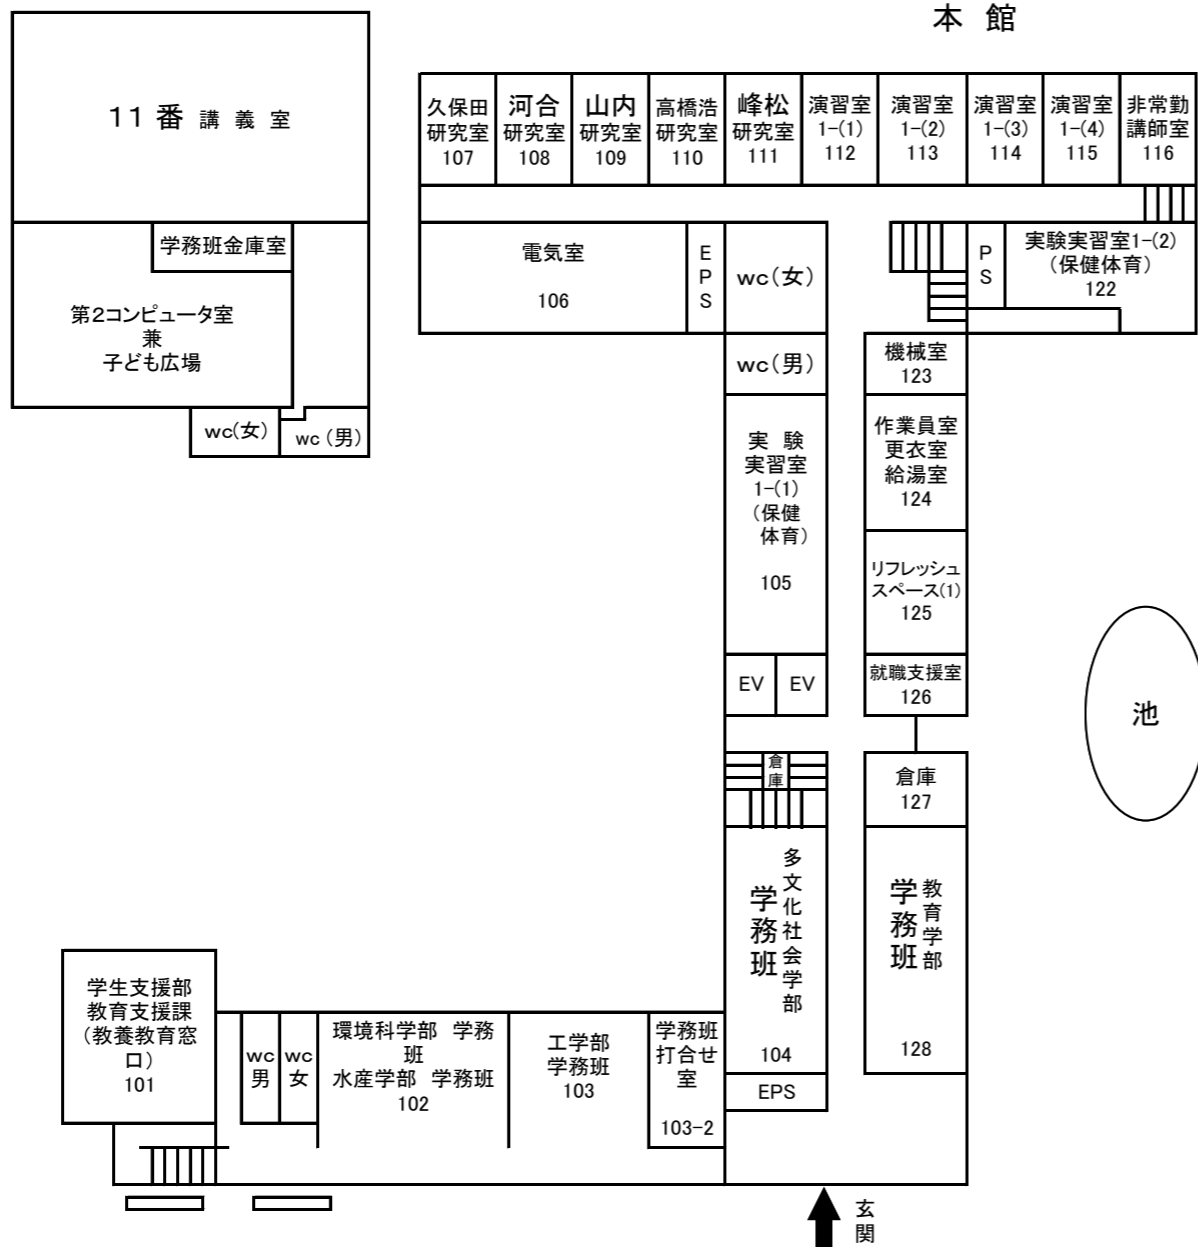 本 館
11 番 講 義 室
学務班金庫室
第2コンピュータ室
兼
子ども広場
wc(女)
wc (男)
久保田
研究室
107
河合
研究室
108
山内
研究室
109
高橋浩
研究室
110
峰松
研究室
111
演習室
1-(1)
112
演習室
1-(2)
113
演習室
1-(3)
114
演習室
1-(4)
115
非常勤
講師室
116
電気室
106
EPS
wc(女)
PS
実験実習室1-(2)
(保健体育)
122
wc(男)
機械室
123
実 験
実習室
1-(1)
(保健
体育)
105
作業員室
更衣室
給湯室
124
リフレッシュ
スペース(1)
125
EV
EV
就職支援室
126
池
倉庫
倉庫
127
多文化社会学部
学務班
104
教育学部
学務班
128
EPS
学生支援部
教育支援課
(教養教育窓
口)
101
wc
男
wc
女
環境科学部 学務
班
水産学部 学務班
102
工学部
学務班
103
学務班
打合せ
室
103-2
玄関